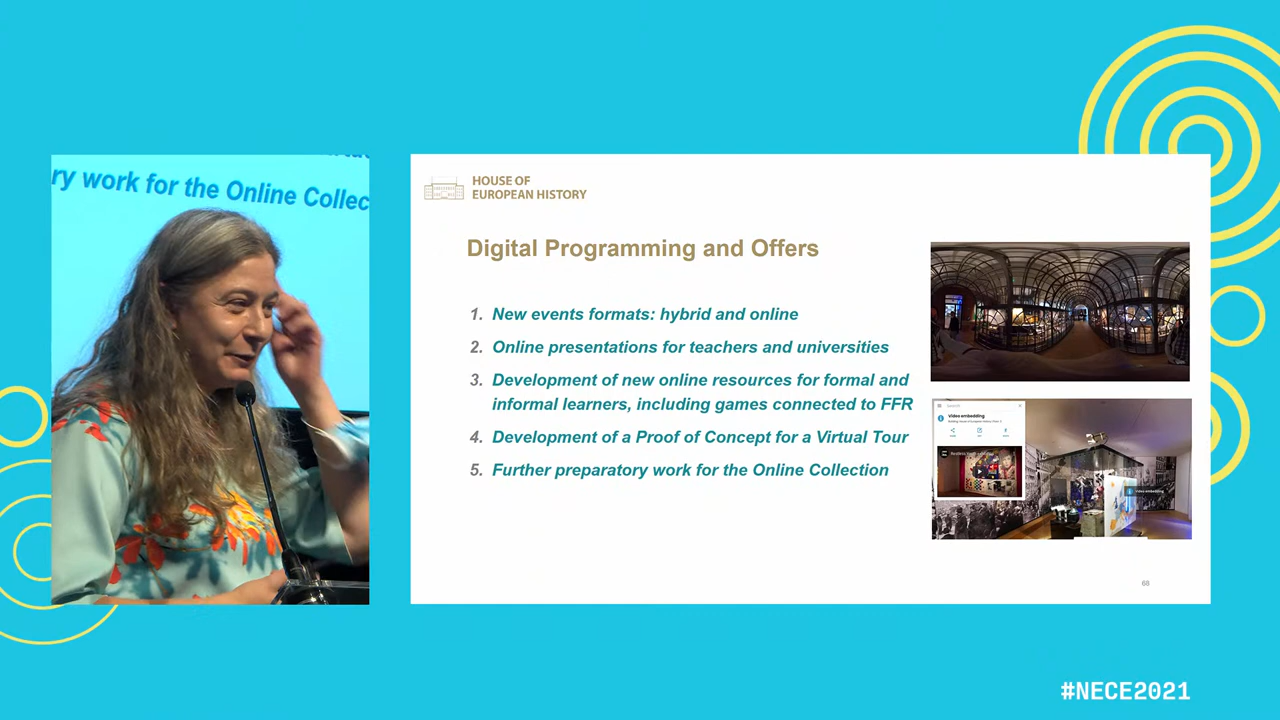 ry work for the Online Collec
HOUSE OF
EUROPEAN HISTORY
Digital Programming and Offers
1. New events formats: hybrid and online
2. Online presentations for teachers and universities
3. Development of new online resources for formal and
informal learners, including games connected to FFR
4. Development of a Proof of Concept for a Virtual Tour
5. Further preparatory work for the Online Collection
Video embedding
video embedding
68
#NECE2021